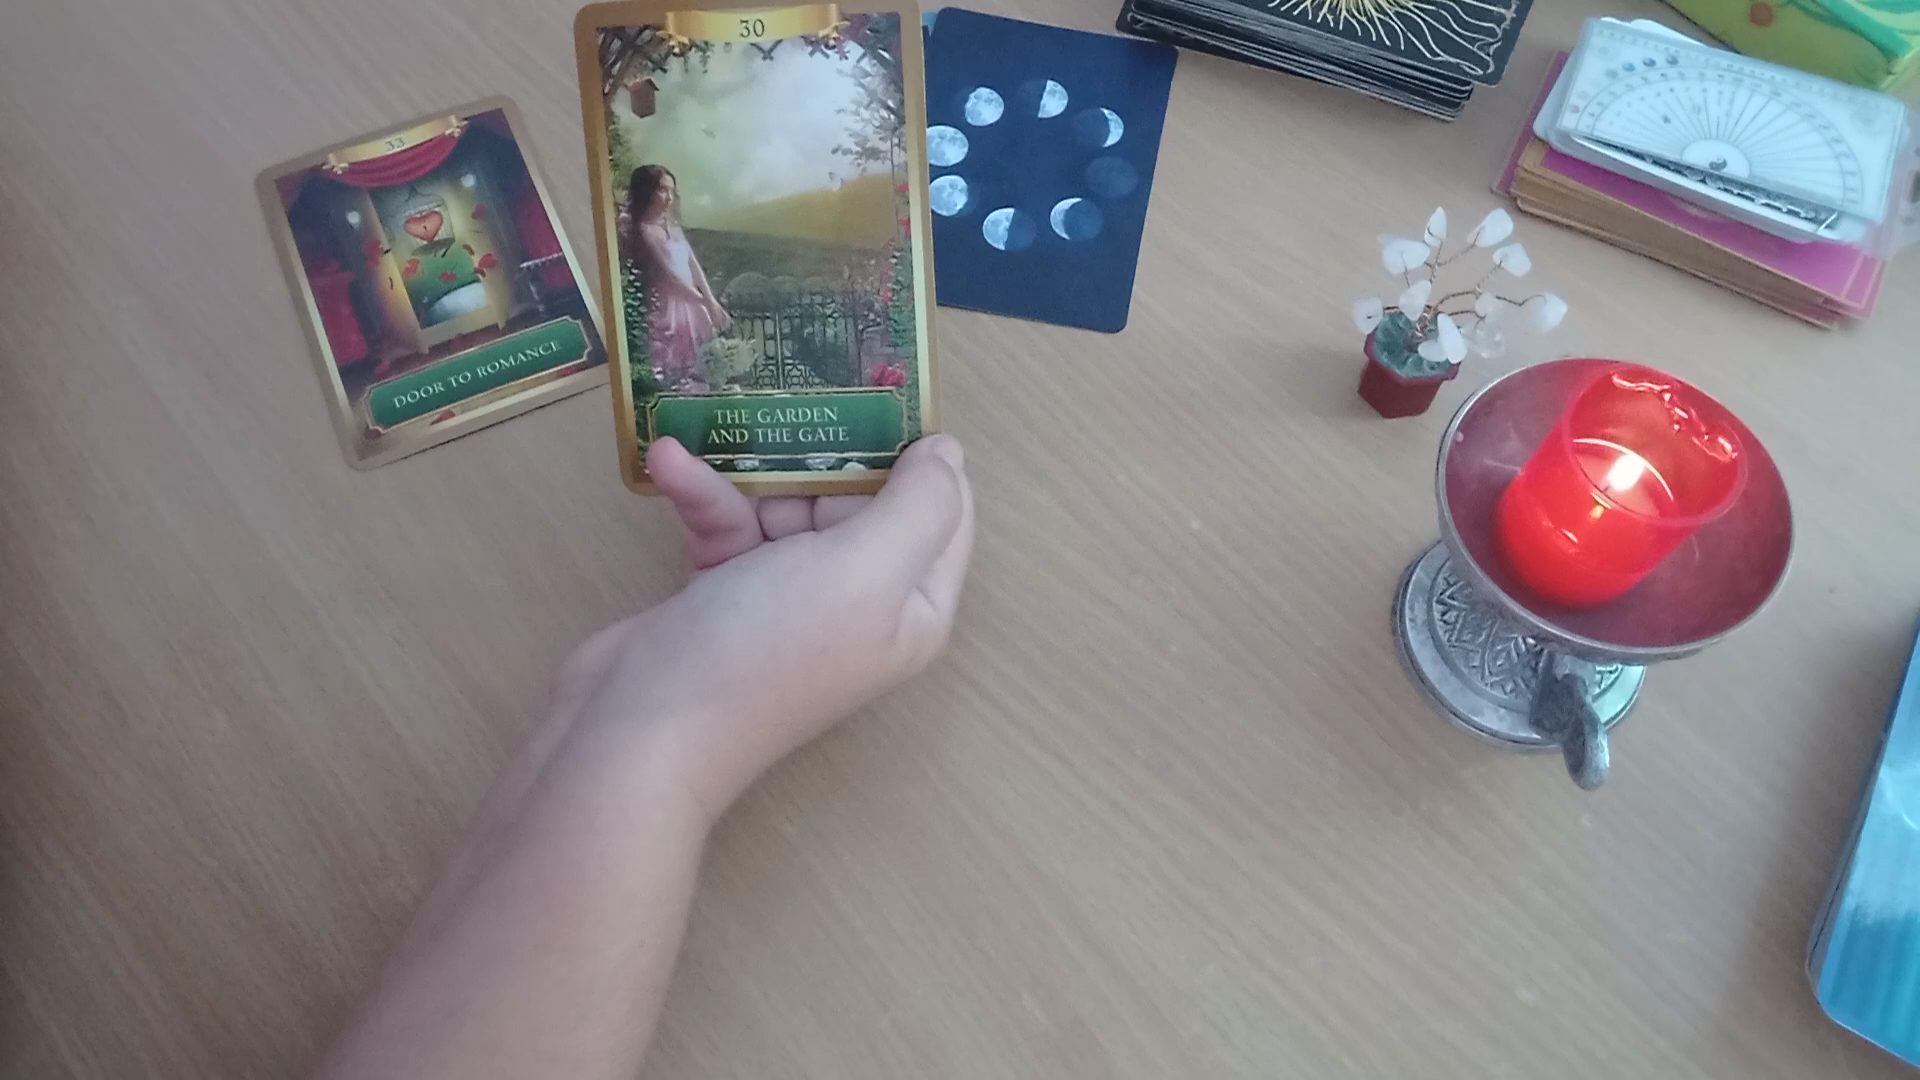 33
DOOR TO ROMANCE
30
THE GARDEN
AND THE GATE